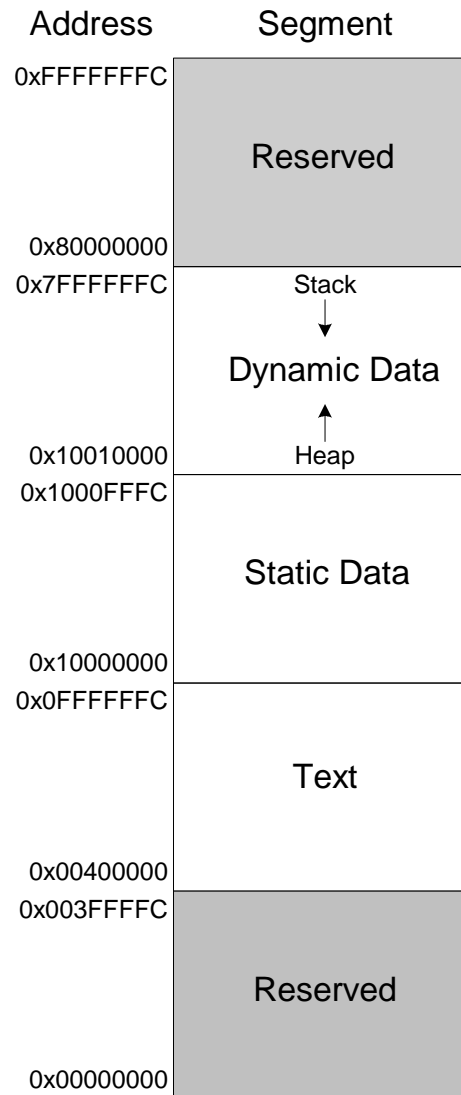 Address Segment
0xFFFFFFFC
Reserved
0x80000000
0x7FFFFFFC Stack
Dynamic Data
0x10010000 Heap
0x1000FFFC
Static Data
0x10000000
0x0FFFFFFC
Text
0x00400000
0x003FFFFC
Reserved
0x00000000